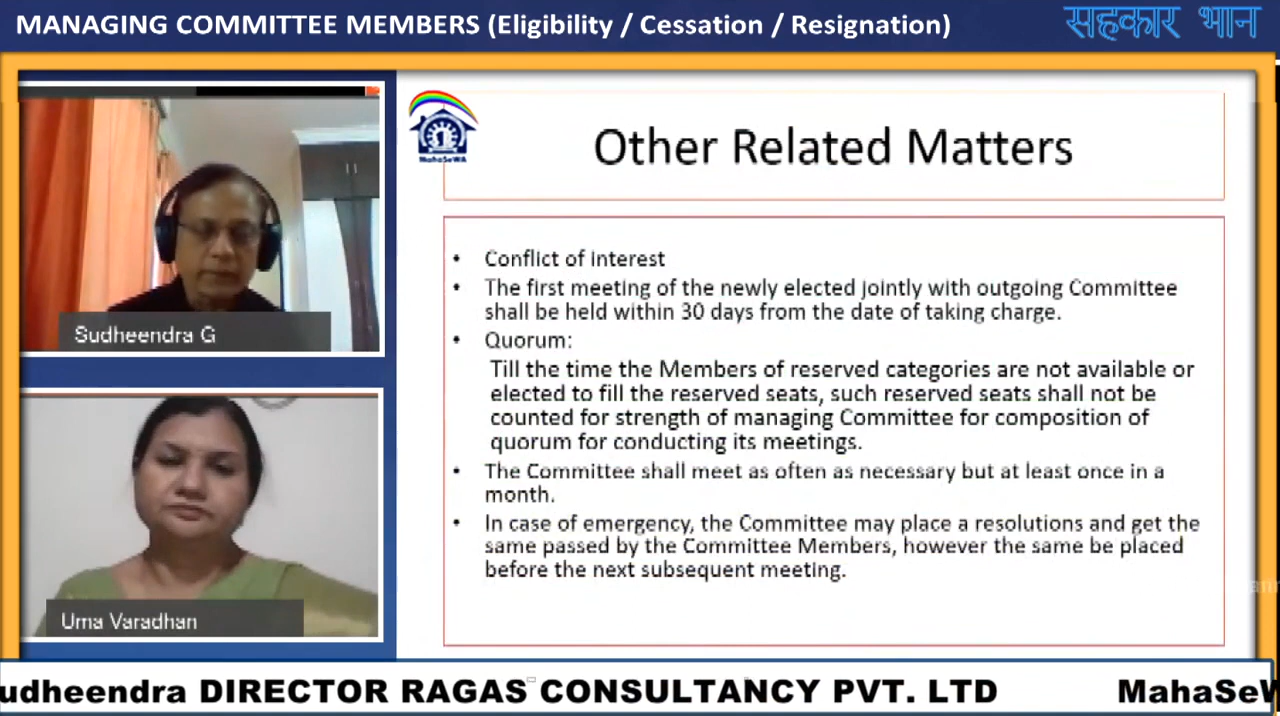 MANAGING COMMITTEE MEMBERS (Eligibility / Cessation / Resignation)
सहकार भान
MahaSeWA
Other Related Matters
• Conflict of interest
• The first meeting of the newly elected jointly with outgoing Committee
shall be held within 30 days from the date of taking charge.
• Quorum:
Till the time the Members of reserved categories are not available or
elected to fill the reserved seats, such reserved seats shall not be
counted for strength of managing Committee for composition of
quorum for conducting its meetings.
• The Committee shall meet as often as necessary but at least once in a
month.
• In case of emergency, the Committee may place a resolutions and get the
same passed by the Committee Members, however the same be placed
before the next subsequent meeting.
Sudheendra G
Uma Varadhan
udheendra DIRECTOR RAGAS CONSULTANCY PVT. LTD MahaSeW